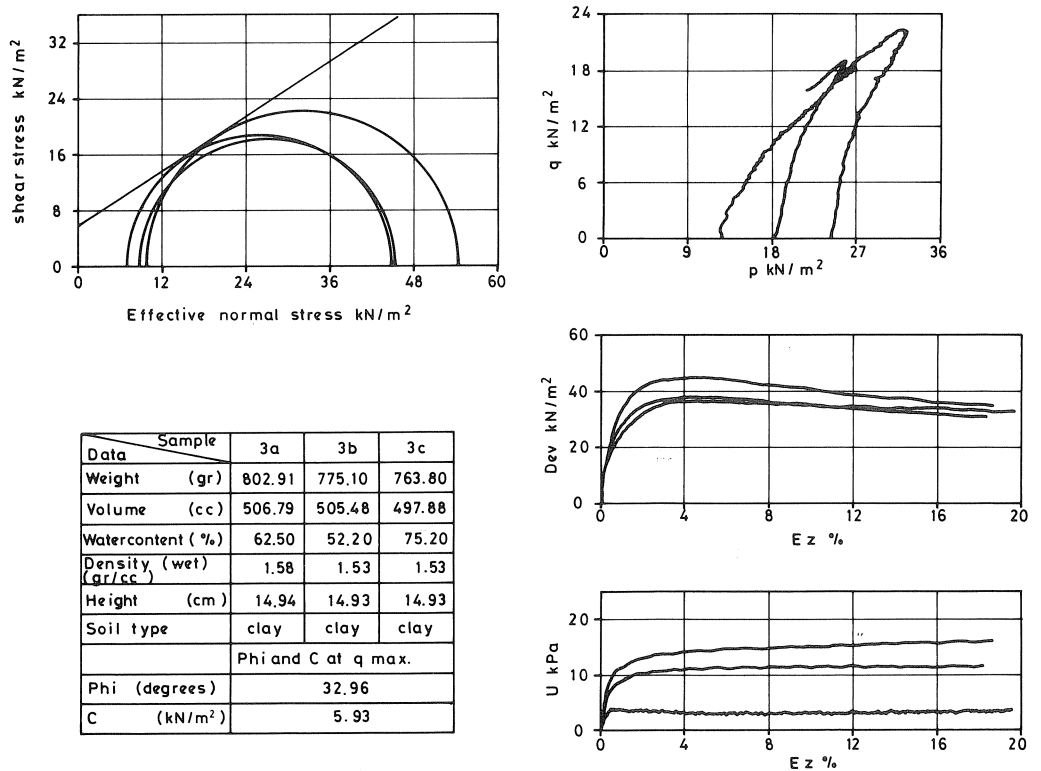 shear stress kN/m²
32
24
16
8
0
0 12 24 36 48 60
Effective normal stress kN/m²
q kN/m²
24
18
12
6
0
0 9 18 27 36
p kN/m²
Dev kN/m²
60
40
20
0
0 4 8 12 16 20
Ez %
Sample
Data
3a 3b 3c
Weight (gr) 802.91 775.10 763.80
Volume (cc) 506.79 505.48 497.88
Watercontent (%) 62.50 52.20 75.20
Density (wet)
(gr/cc) 1.58 1.53 1.53
Height (cm) 14.94 14.93 14.93
Soil type clay clay clay
Phi and C at q max.
Phi (degrees) 32.96
C (kN/m²) 5.93
U kPa
20
10
0
0 4 8 12 16 20
Ez %